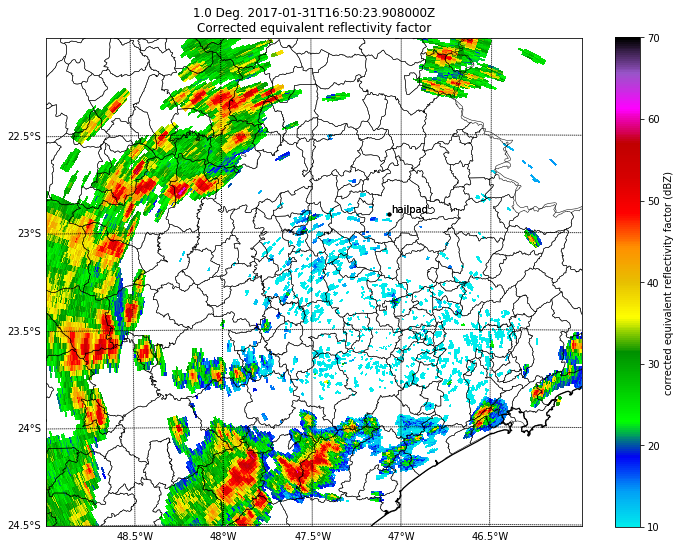 1.0 Deg. 2017-01-31T16:50:23.908000Z
Corrected equivalent reflectivity factor
70
60
50
40
30
20
10
corrected equivalent reflectivity factor (dBZ)
22.5°S
23°S
23.5°S
24°S
24.5°S
hailpad
48.5°W
48°W
47.5°W
47°W
46.5°W